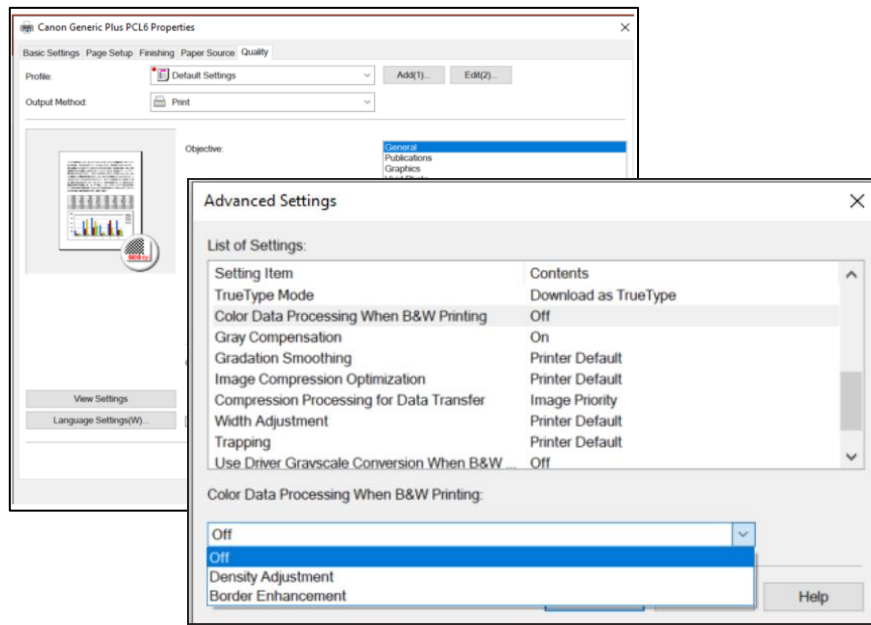 Canon Generic Plus PCL6 Properties
Basic Settings Page Setup Finishing Paper Source Quality
Profile: Default Settings Add(1)... Edit(2)...
Output Method: Print
Objective: General
Publications
Graphics
View Settings
Language Settings(W)...
Advanced Settings
List of Settings:
Setting Item Contents
TrueType Mode Download as TrueType
Color Data Processing When B&W Printing Off
Gray Compensation On
Gradation Smoothing Printer Default
Image Compression Optimization Printer Default
Compression Processing for Data Transfer Image Priority
Width Adjustment Printer Default
Trapping Printer Default
Use Driver Grayscale Conversion When B&W ... Off
Color Data Processing When B&W Printing:
Off
Off
Density Adjustment
Border Enhancement
Help